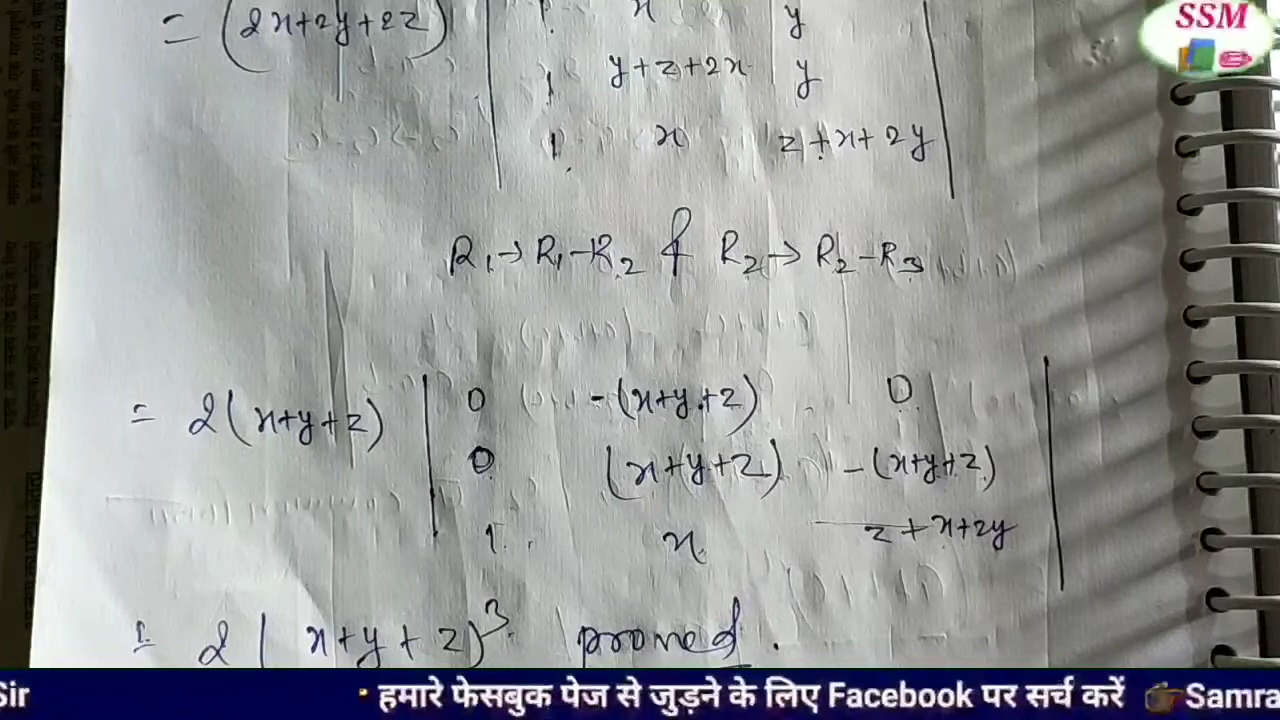 SSM
= (2x+2y+2z) | 1 x y |
1 y+z+2x y
1 x z+x+2y
R₁→R₁-R₂ & R₂→R₂-R₃
= 2(x+y+z) | 0 -(x+y+z) 0 |
0 (x+y+z) -(x+y+z)
1 x z+x+2y
= 2(x+y+z)³ proved.
Sir • हमारे फेसबुक पेज से जुड़ने के लिए Facebook पर सर्च करें 👉 Samra